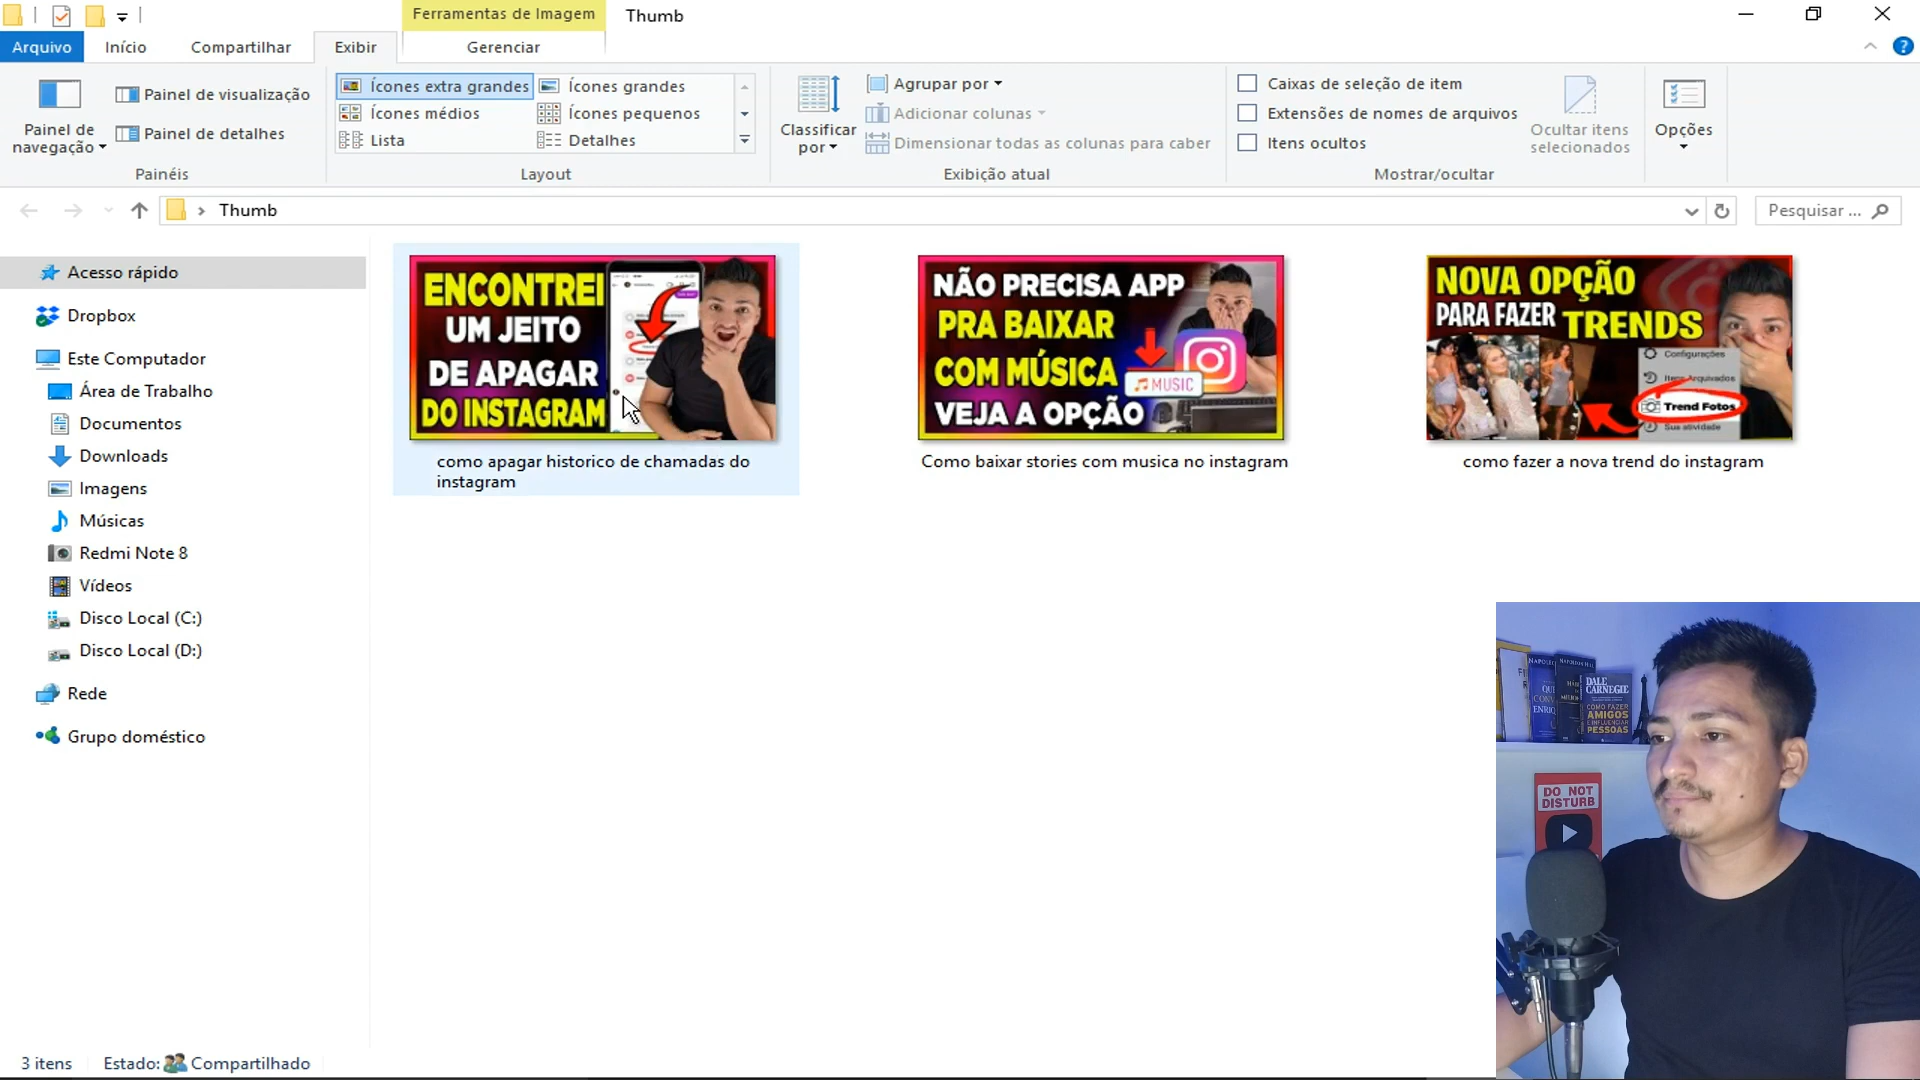 Ferramentas de Imagem
Thumb
Arquivo
Início
Compartilhar
Exibir
Gerenciar
Painel de navegação
Painel de visualização
Painel de detalhes
Painéis
Ícones extra grandes
Ícones grandes
Ícones médios
Ícones pequenos
Lista
Detalhes
Layout
Classificar por
Agrupar por
Adicionar colunas
Dimensionar todas as colunas para caber
Exibição atual
Caixas de seleção de item
Extensões de nomes de arquivos
Itens ocultos
Ocultar itens selecionados
Mostrar/ocultar
Opções
Thumb
Pesquisar ...
Acesso rápido
Dropbox
Este Computador
Área de Trabalho
Documentos
Downloads
Imagens
Músicas
Redmi Note 8
Vídeos
Disco Local (C:)
Disco Local (D:)
Rede
Grupo doméstico
ENCONTREI
UM JEITO
DE APAGAR
DO INSTAGRAM
como apagar historico de chamadas do
instagram
NÃO PRECISA APP
PRA BAIXAR
COM MÚSICA
MUSIC
VEJA A OPÇÃO
Como baixar stories com musica no instagram
NOVA OPÇÃO
PARA FAZER TRENDS
Configurações
Itens Arquivados
Trend Fotos
Sua atividade
como fazer a nova trend do instagram
DALE
CARNEGIE
COMO FAZER
AMIGOS
E INFLUENCIAR
PESSOAS
DO NOT
DISTURB
3 itens
Estado: Compartilhado